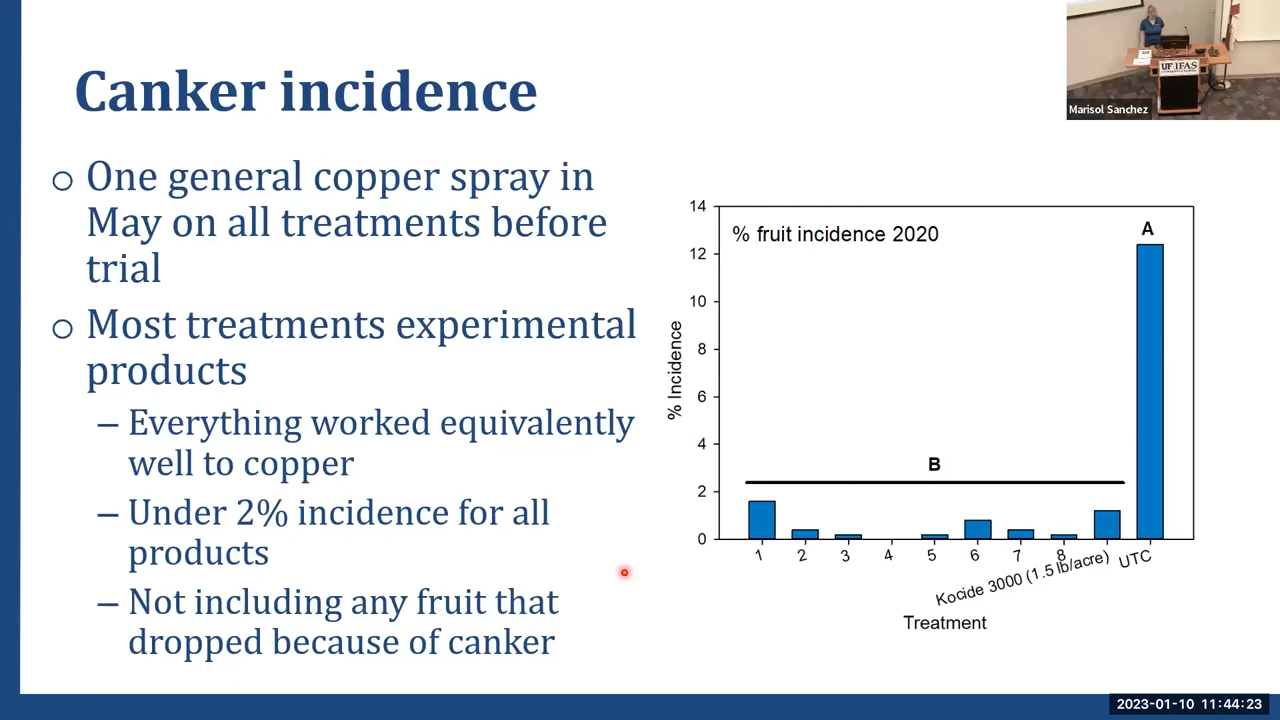 Canker incidence
UF IFAS
Marisol Sanchez
○ One general copper spray in
May on all treatments before
trial
○ Most treatments experimental
products
– Everything worked equivalently
well to copper
– Under 2% incidence for all
products
– Not including any fruit that
dropped because of canker
% fruit incidence 2020
A
B
% Incidence
14
12
10
8
6
4
2
0
1 2 3 4 5 6 7 8 Kocide 3000 (1.5 lb/acre) UTC
Treatment
2023-01-10 11:44:23